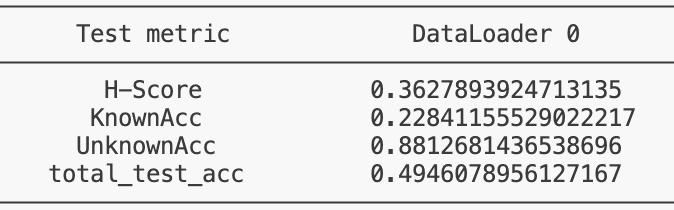 Test metric DataLoader 0
H-Score 0.3627893924713135
KnownAcc 0.22841155529022217
UnknownAcc 0.8812681436538696
total_test_acc 0.4946078956127167